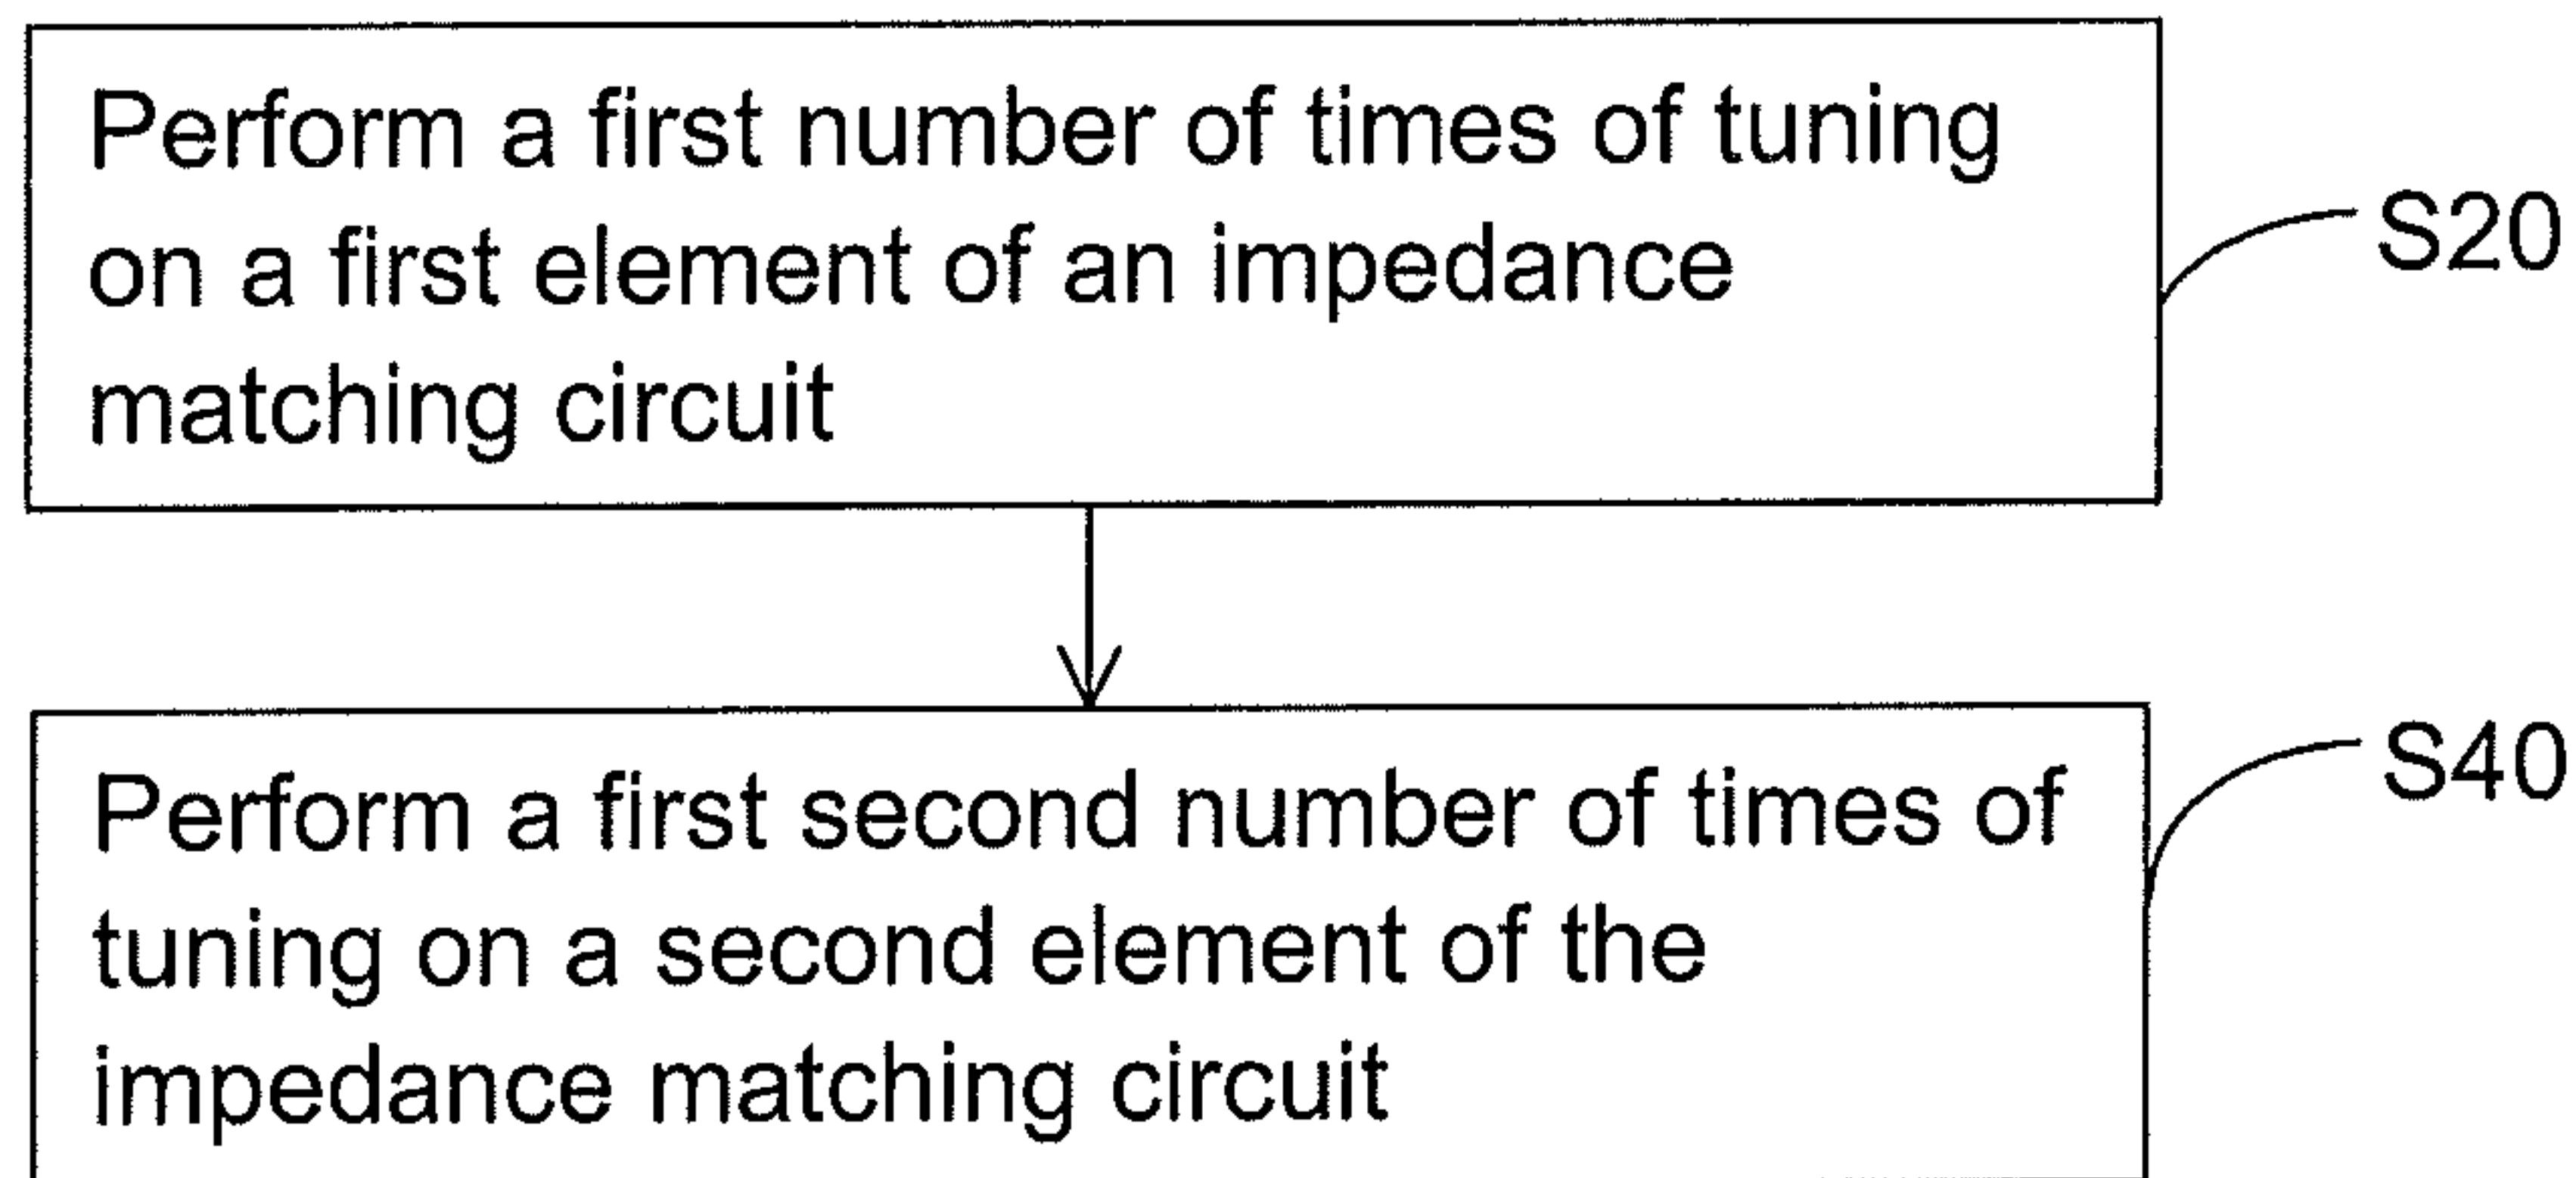 Perform a first number of times of tuning
on a first element of an impedance
matching circuit
S20
Perform a first second number of times of
tuning on a second element of the
impedance matching circuit
S40